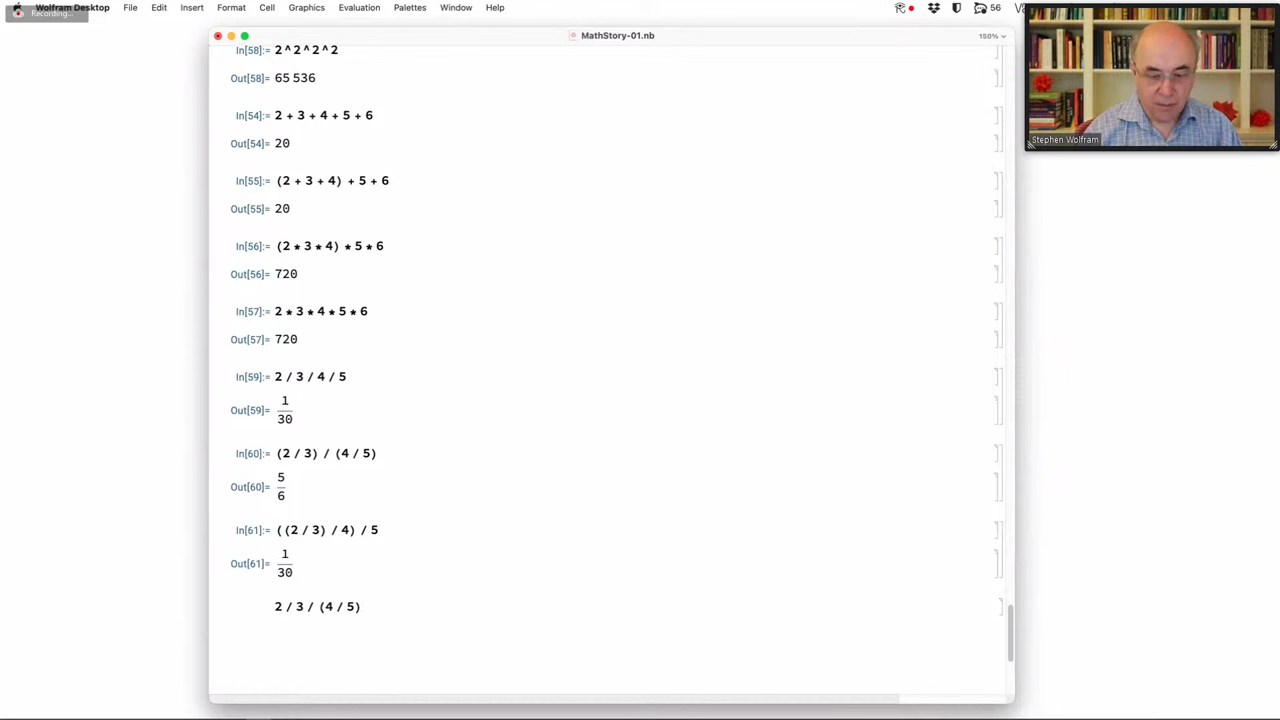 Wolfram Desktop File Edit Insert Format Cell Graphics Evaluation Palettes Window Help 56
Recording...
MathStory-01.nb 150%
In[58]:= 2^2^2^2
Out[58]= 65 536
In[54]:= 2 + 3 + 4 + 5 + 6
Out[54]= 20
In[55]:= (2 + 3 + 4) + 5 + 6
Out[55]= 20
In[56]:= (2 * 3 * 4) * 5 * 6
Out[56]= 720
In[57]:= 2 * 3 * 4 * 5 * 6
Out[57]= 720
In[59]:= 2 / 3 / 4 / 5
Out[59]= 1/30
In[60]:= (2 / 3) / (4 / 5)
Out[60]= 5/6
In[61]:= ((2 / 3) / 4) / 5
Out[61]= 1/30
2 / 3 / (4 / 5)
Stephen Wolfram